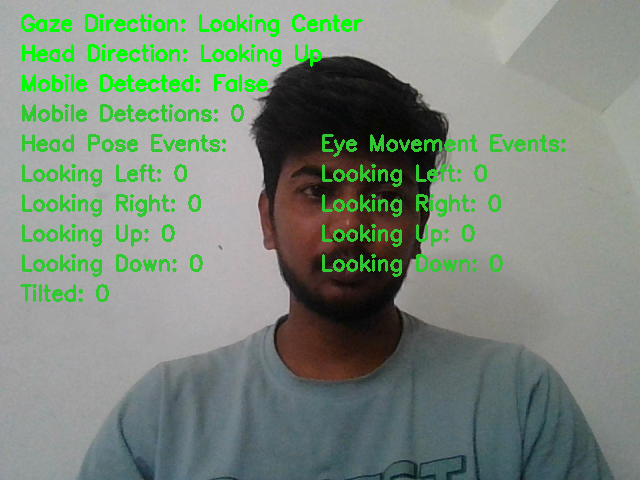 Gaze Direction: Looking Center
Head Direction: Looking Up
Mobile Detected: False
Mobile Detections: 0
Head Pose Events:
Looking Left: 0
Looking Right: 0
Looking Up: 0
Looking Down: 0
Tilted: 0
Eye Movement Events:
Looking Left: 0
Looking Right: 0
Looking Up: 0
Looking Down: 0